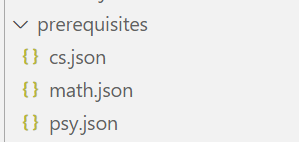 prerequisites
{} cs.json
{} math.json
{} psy.json